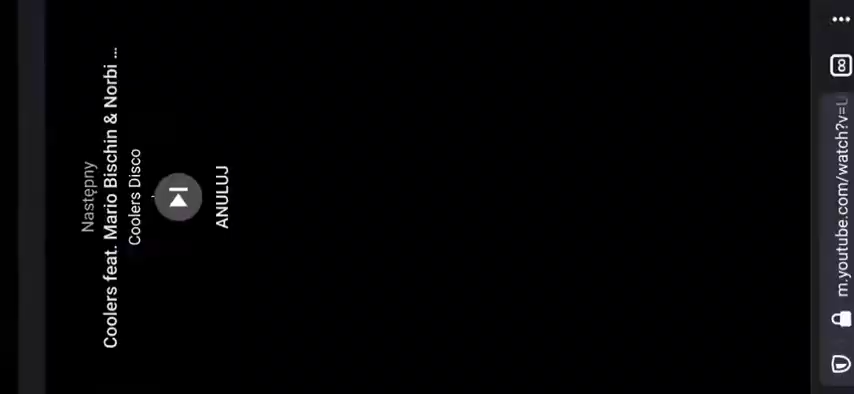 m.youtube.com/watch?v=U
Następny
Coolers feat. Mario Bischin & Norbi ...
Coolers Disco
ANULUJ